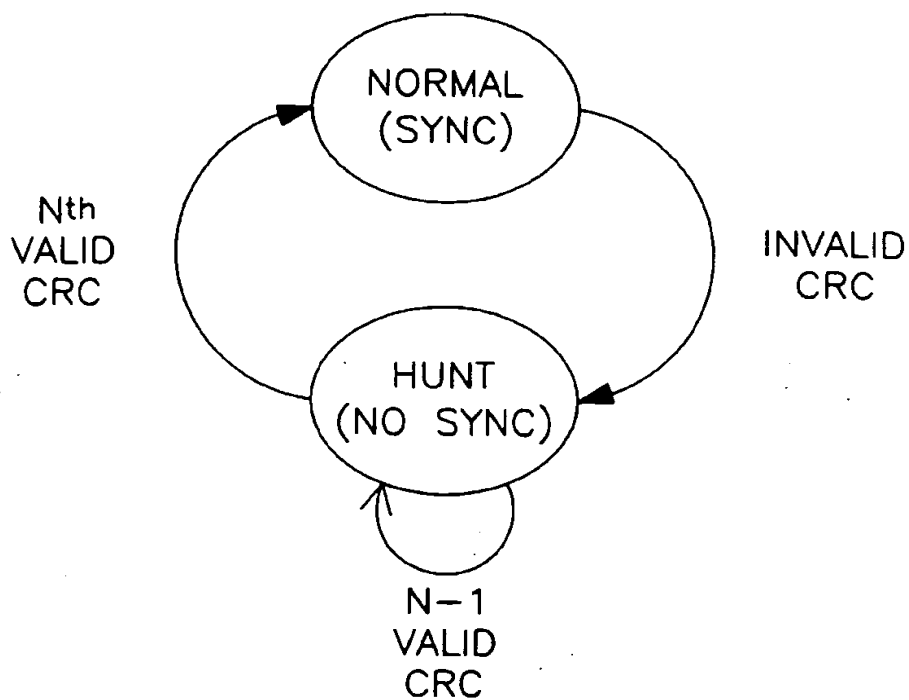 NORMAL
(SYNC)
Nth
VALID
CRC
INVALID
CRC
HUNT
(NO SYNC)
N-1
VALID
CRC